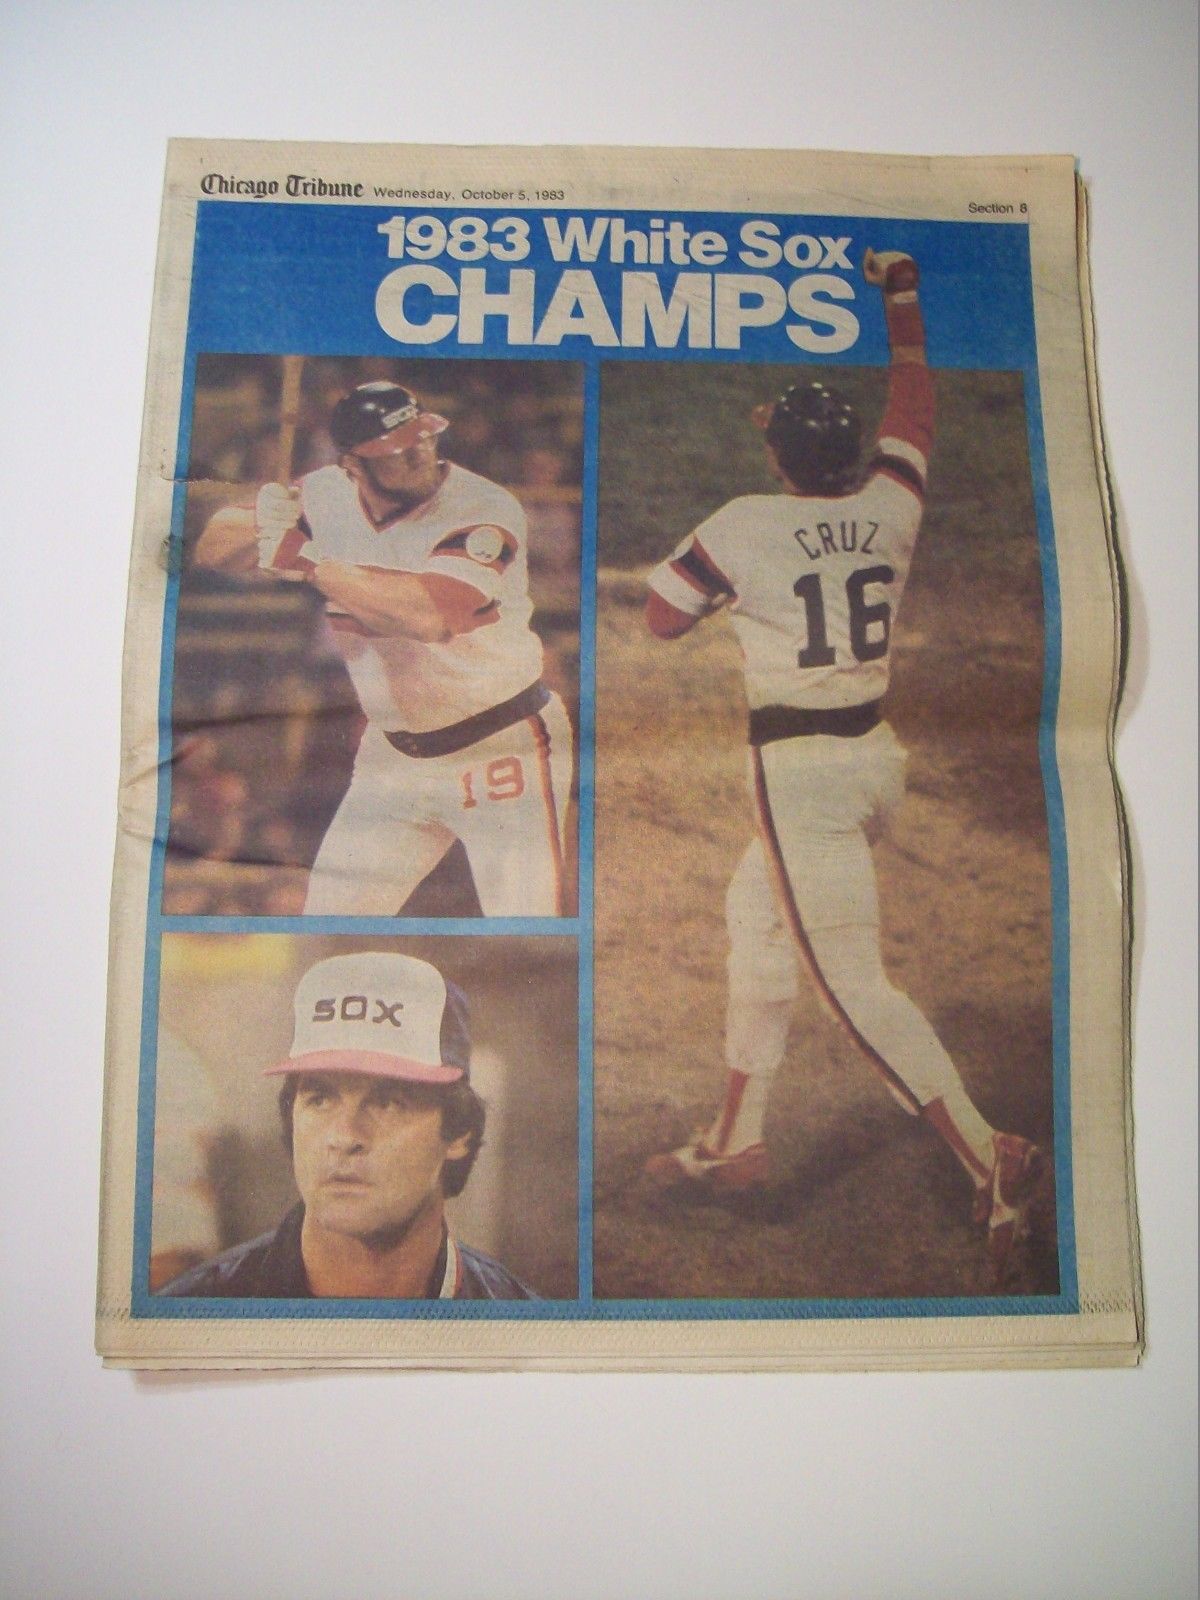 Chicago Tribune Wednesday, October 5, 1983
Section 8
1983 White Sox
CHAMPS
SOX
CRUZ
16
19
SOX